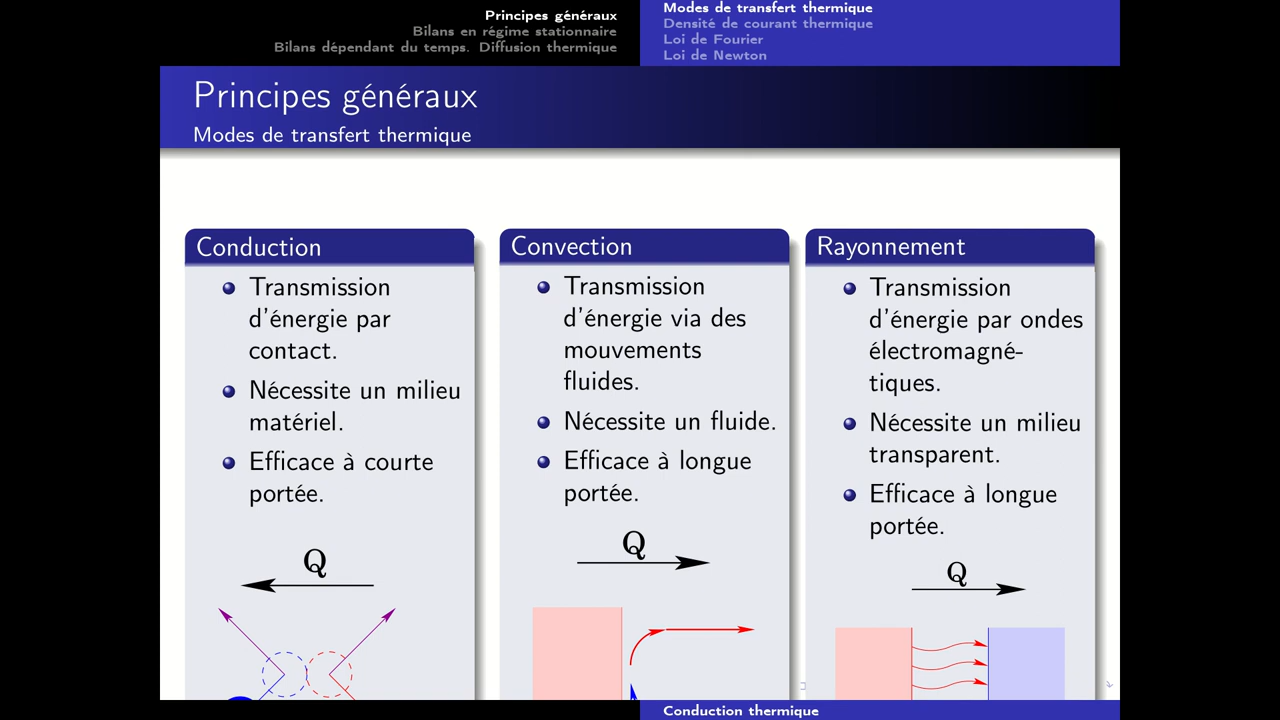 Principes généraux
Bilans en régime stationnaire
Bilans dépendant du temps. Diffusion thermique
Modes de transfert thermique
Densité de courant thermique
Loi de Fourier
Loi de Newton
Principes généraux
Modes de transfert thermique
Conduction
Transmission
d'énergie par
contact.
Nécessite un milieu
matériel.
Efficace à courte
portée.
Q
Convection
Transmission
d'énergie via des
mouvements
fluides.
Nécessite un fluide.
Efficace à longue
portée.
Q
Rayonnement
Transmission
d'énergie par ondes
électromagné-
tiques.
Nécessite un milieu
transparent.
Efficace à longue
portée.
Q
Conduction thermique